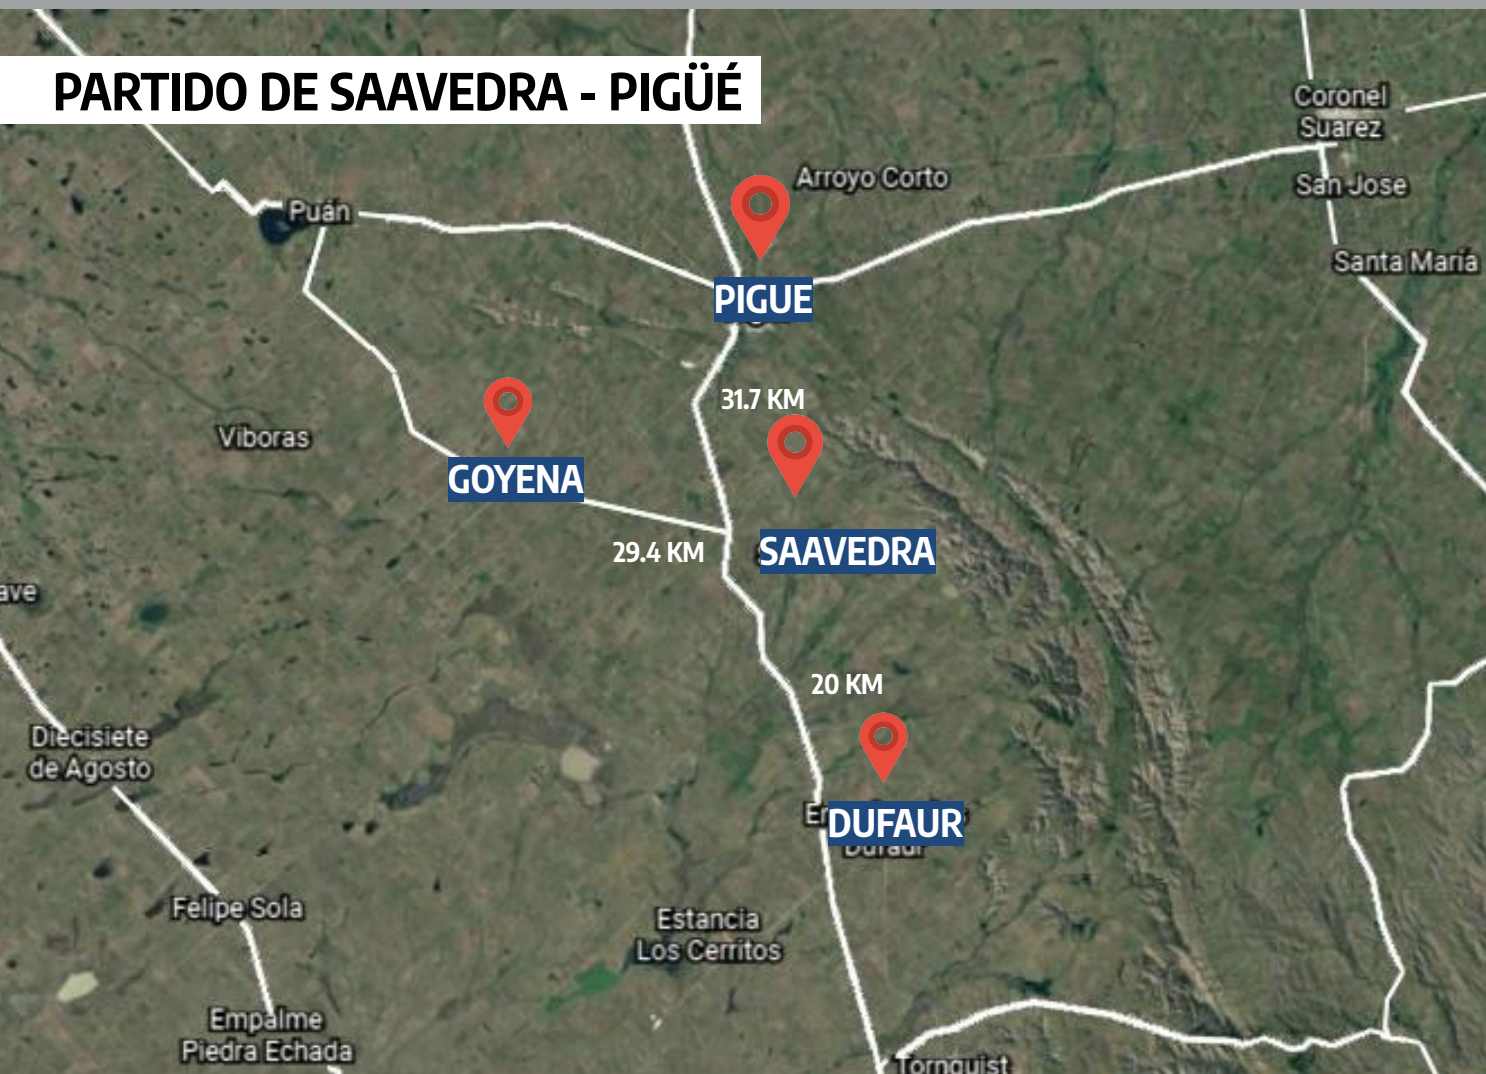 PARTIDO DE SAAVEDRA - PIGÜÉ
Coronel
Suarez
Arroyo Corto
San Jose
Puán
Santa María
PIGUE
31.7 KM
Viboras
GOYENA
29.4 KM
SAAVEDRA
ave
20 KM
Diecisiete
de Agosto
DUFAUR
Dufaur
Felipe Sola
Estancia
Los Cerritos
Empalme
Piedra Echada
Tornquist